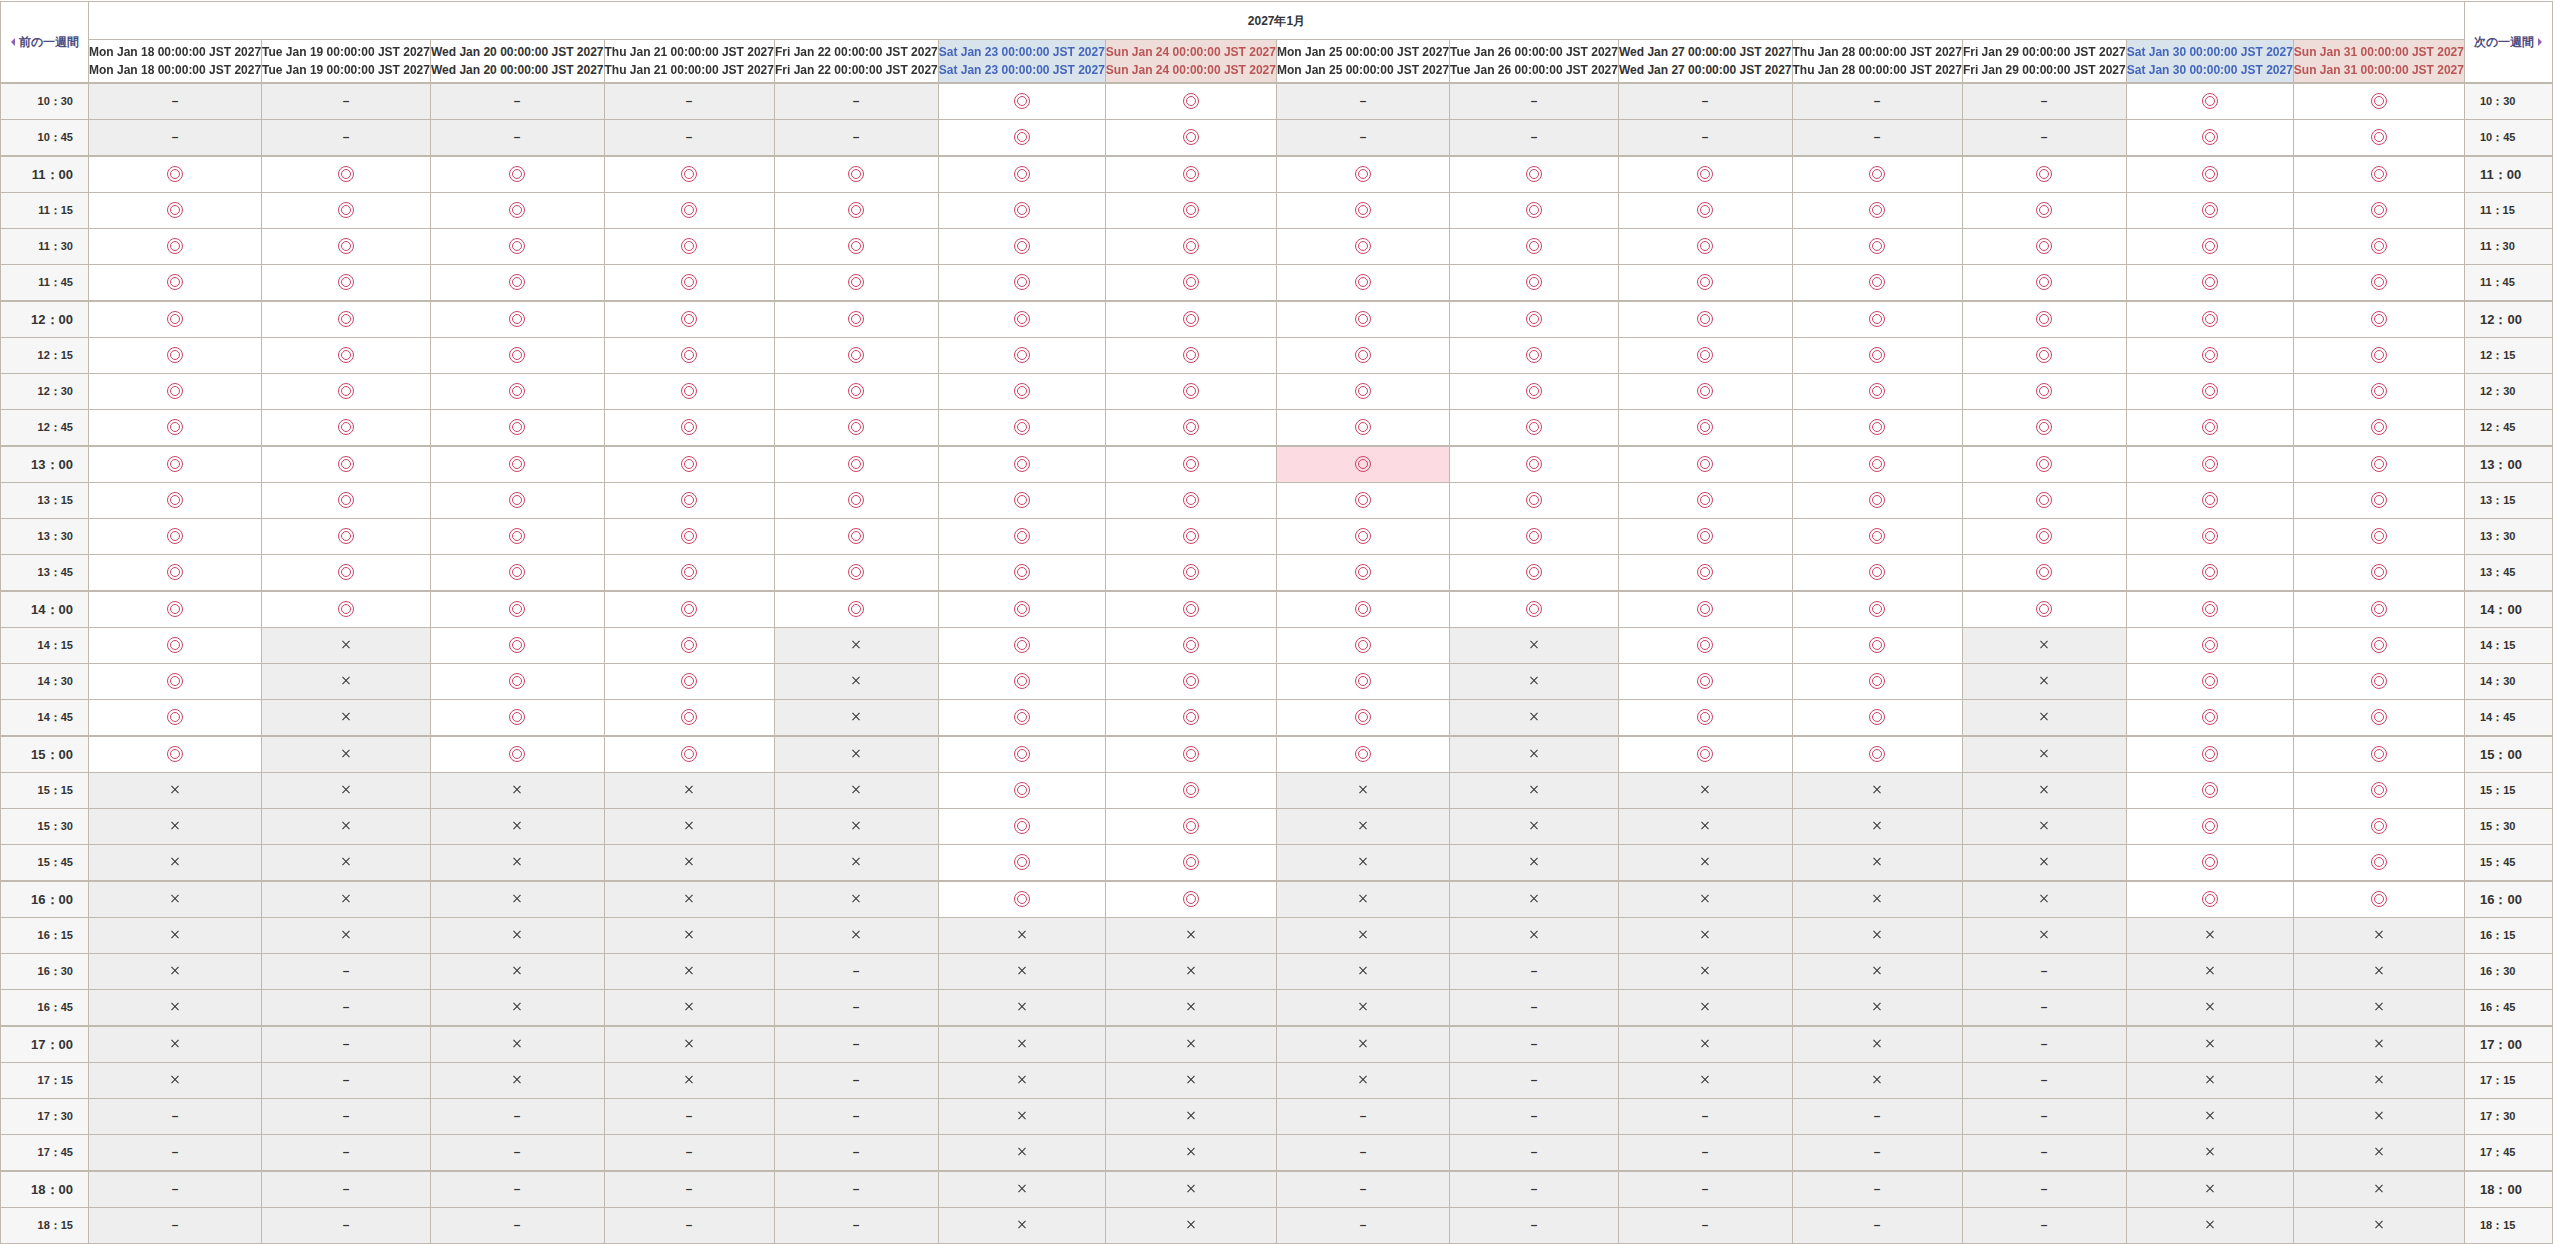 2027年1月
前の一週間 次の一週間
Mon Jan 18 00:00:00 JST 2027 Tue Jan 19 00:00:00 JST 2027 Wed Jan 20 00:00:00 JST 2027 Thu Jan 21 00:00:00 JST 2027 Fri Jan 22 00:00:00 JST 2027 Sat Jan 23 00:00:00 JST 2027 Sun Jan 24 00:00:00 JST 2027 Mon Jan 25 00:00:00 JST 2027 Tue Jan 26 00:00:00 JST 2027 Wed Jan 27 00:00:00 JST 2027 Thu Jan 28 00:00:00 JST 2027 Fri Jan 29 00:00:00 JST 2027 Sat Jan 30 00:00:00 JST 2027 Sun Jan 31 00:00:00 JST 2027
Mon Jan 18 00:00:00 JST 2027 Tue Jan 19 00:00:00 JST 2027 Wed Jan 20 00:00:00 JST 2027 Thu Jan 21 00:00:00 JST 2027 Fri Jan 22 00:00:00 JST 2027 Sat Jan 23 00:00:00 JST 2027 Sun Jan 24 00:00:00 JST 2027 Mon Jan 25 00:00:00 JST 2027 Tue Jan 26 00:00:00 JST 2027 Wed Jan 27 00:00:00 JST 2027 Thu Jan 28 00:00:00 JST 2027 Fri Jan 29 00:00:00 JST 2027 Sat Jan 30 00:00:00 JST 2027 Sun Jan 31 00:00:00 JST 2027
10：30 – – – – – ◎ ◎ – – – – – ◎ ◎ 10：30
10：45 – – – – – ◎ ◎ – – – – – ◎ ◎ 10：45
11：00 ◎ ◎ ◎ ◎ ◎ ◎ ◎ ◎ ◎ ◎ ◎ ◎ ◎ ◎ 11：00
11：15 ◎ ◎ ◎ ◎ ◎ ◎ ◎ ◎ ◎ ◎ ◎ ◎ ◎ ◎ 11：15
11：30 ◎ ◎ ◎ ◎ ◎ ◎ ◎ ◎ ◎ ◎ ◎ ◎ ◎ ◎ 11：30
11：45 ◎ ◎ ◎ ◎ ◎ ◎ ◎ ◎ ◎ ◎ ◎ ◎ ◎ ◎ 11：45
12：00 ◎ ◎ ◎ ◎ ◎ ◎ ◎ ◎ ◎ ◎ ◎ ◎ ◎ ◎ 12：00
12：15 ◎ ◎ ◎ ◎ ◎ ◎ ◎ ◎ ◎ ◎ ◎ ◎ ◎ ◎ 12：15
12：30 ◎ ◎ ◎ ◎ ◎ ◎ ◎ ◎ ◎ ◎ ◎ ◎ ◎ ◎ 12：30
12：45 ◎ ◎ ◎ ◎ ◎ ◎ ◎ ◎ ◎ ◎ ◎ ◎ ◎ ◎ 12：45
13：00 ◎ ◎ ◎ ◎ ◎ ◎ ◎ ◎ ◎ ◎ ◎ ◎ ◎ ◎ 13：00
13：15 ◎ ◎ ◎ ◎ ◎ ◎ ◎ ◎ ◎ ◎ ◎ ◎ ◎ ◎ 13：15
13：30 ◎ ◎ ◎ ◎ ◎ ◎ ◎ ◎ ◎ ◎ ◎ ◎ ◎ ◎ 13：30
13：45 ◎ ◎ ◎ ◎ ◎ ◎ ◎ ◎ ◎ ◎ ◎ ◎ ◎ ◎ 13：45
14：00 ◎ ◎ ◎ ◎ ◎ ◎ ◎ ◎ ◎ ◎ ◎ ◎ ◎ ◎ 14：00
14：15 ◎ × ◎ ◎ × ◎ ◎ ◎ × ◎ ◎ × ◎ ◎ 14：15
14：30 ◎ × ◎ ◎ × ◎ ◎ ◎ × ◎ ◎ × ◎ ◎ 14：30
14：45 ◎ × ◎ ◎ × ◎ ◎ ◎ × ◎ ◎ × ◎ ◎ 14：45
15：00 ◎ × ◎ ◎ × ◎ ◎ ◎ × ◎ ◎ × ◎ ◎ 15：00
15：15 × × × × × ◎ ◎ × × × × × ◎ ◎ 15：15
15：30 × × × × × ◎ ◎ × × × × × ◎ ◎ 15：30
15：45 × × × × × ◎ ◎ × × × × × ◎ ◎ 15：45
16：00 × × × × × ◎ ◎ × × × × × ◎ ◎ 16：00
16：15 × × × × × × × × × × × × × × 16：15
16：30 × – × × – × × × – × × – × × 16：30
16：45 × – × × – × × × – × × – × × 16：45
17：00 × – × × – × × × – × × – × × 17：00
17：15 × – × × – × × × – × × – × × 17：15
17：30 – – – – – × × – – – – – × × 17：30
17：45 – – – – – × × – – – – – × × 17：45
18：00 – – – – – × × – – – – – × × 18：00
18：15 – – – – – × × – – – – – × × 18：15